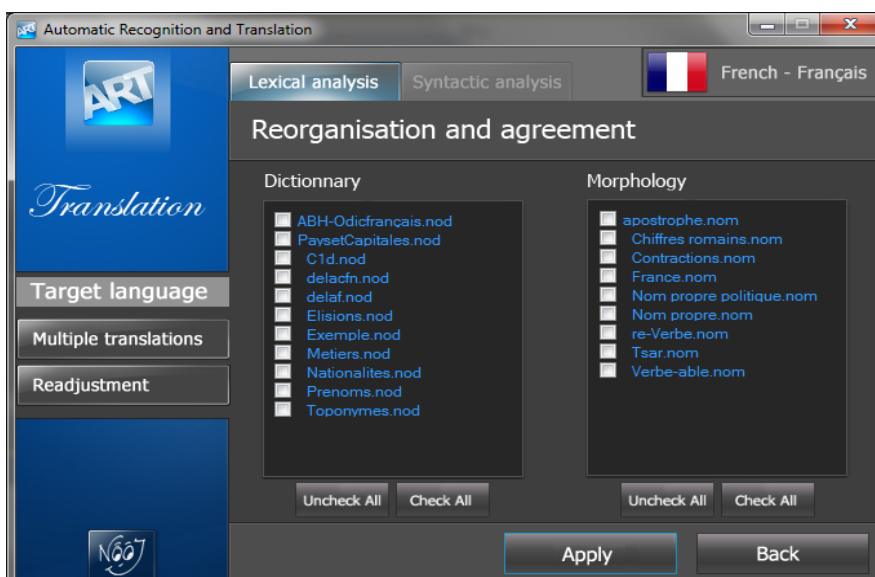 Automatic Recognition and Translation
ART
Translation
Target language
Multiple translations
Readjustment
NooJ
Lexical analysis
Syntactic analysis
French - Français
Reorganisation and agreement
Dictionnary
ABH-Odicfrançais.nod
PaysetCapitales.nod
C1d.nod
delacfn.nod
delaf.nod
Elisions.nod
Exemple.nod
Metiers.nod
Nationalites.nod
Prenoms.nod
Toponymes.nod
Uncheck All
Check All
Morphology
apostrophe.nom
Chiffres romains.nom
Contractions.nom
France.nom
Nom propre politique.nom
Nom propre.nom
re-Verbe.nom
Tsar.nom
Verbe-able.nom
Uncheck All
Check All
Apply
Back